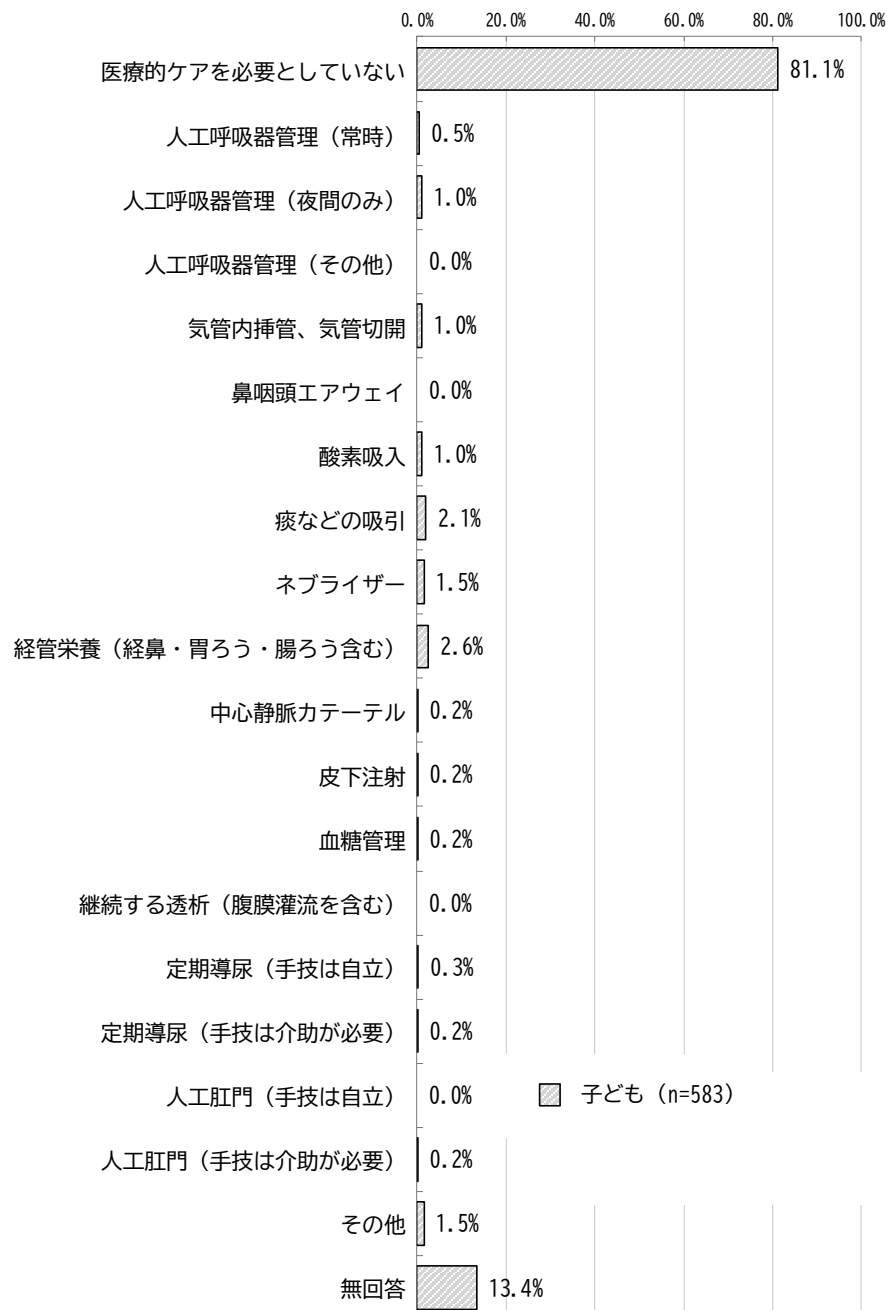 0.0% 20.0% 40.0% 60.0% 80.0% 100.0%
医療的ケアを必要としていない 81.1%
人工呼吸器管理（常時） 0.5%
人工呼吸器管理（夜間のみ） 1.0%
人工呼吸器管理（その他） 0.0%
気管内挿管、気管切開 1.0%
鼻咽頭エアウェイ 0.0%
酸素吸入 1.0%
痰などの吸引 2.1%
ネブライザー 1.5%
経管栄養（経鼻・胃ろう・腸ろう含む） 2.6%
中心静脈カテーテル 0.2%
皮下注射 0.2%
血糖管理 0.2%
継続する透析（腹膜灌流を含む） 0.0%
定期導尿（手技は自立） 0.3%
定期導尿（手技は介助が必要） 0.2%
人工肛門（手技は自立） 0.0% 子ども（n=583）
人工肛門（手技は介助が必要） 0.2%
その他 1.5%
無回答 13.4%